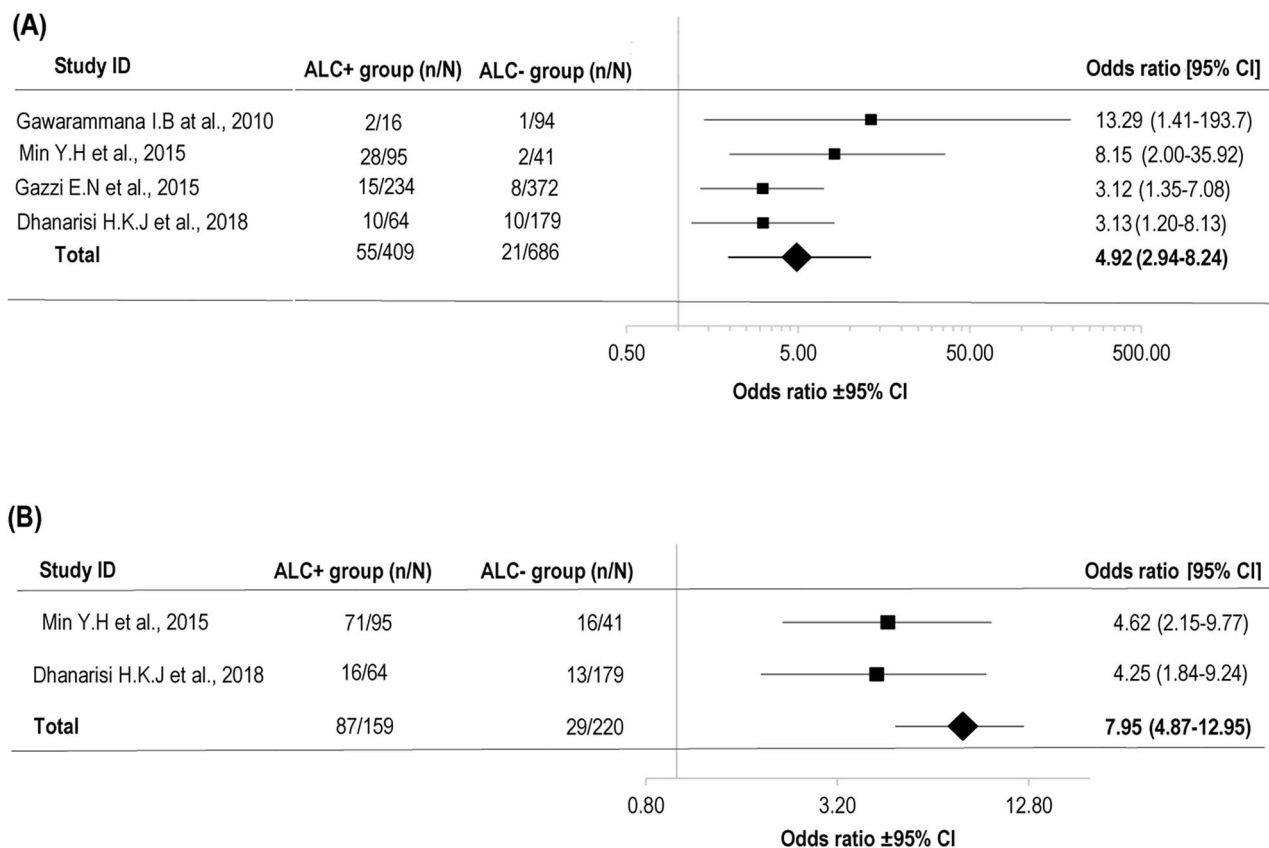 (A)
Study ID ALC+ group (n/N) ALC- group (n/N) Odds ratio [95% CI]
Gawarammana I.B at al., 2010 2/16 1/94 13.29 (1.41-193.7)
Min Y.H et al., 2015 28/95 2/41 8.15 (2.00-35.92)
Gazzi E.N et al., 2015 15/234 8/372 3.12 (1.35-7.08)
Dhanarisi H.K.J et al., 2018 10/64 10/179 3.13 (1.20-8.13)
Total 55/409 21/686 4.92 (2.94-8.24)
0.50 5.00 50.00 500.00
Odds ratio ±95% CI
(B)
Study ID ALC+ group (n/N) ALC- group (n/N) Odds ratio [95% CI]
Min Y.H et al., 2015 71/95 16/41 4.62 (2.15-9.77)
Dhanarisi H.K.J et al., 2018 16/64 13/179 4.25 (1.84-9.24)
Total 87/159 29/220 7.95 (4.87-12.95)
0.80 3.20 12.80
Odds ratio ±95% CI